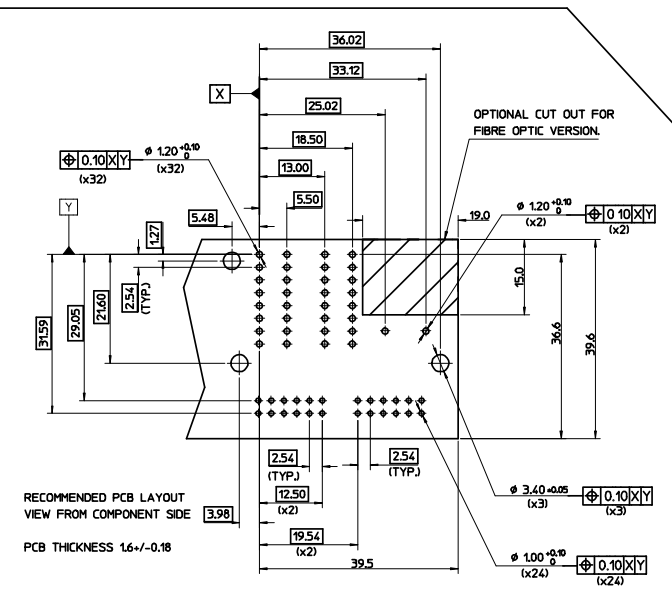 36.02
33.12
X
25.02
OPTIONAL CUT OUT FOR
FIBRE OPTIC VERSION.
18.50
⌀ 1.20 +0.10 0
(x32)
⌖ 0.10 X Y
(x32)
13.00
5.50
Y
5.48
19.0
⌀ 1.20 +0.10 0
(x2)
⌖ 0.10 X Y
(x2)
1.27
2.54
(TYP.)
21.60
29.05
31.59
15.0
36.6
39.6
2.54
(TYP.)
2.54
(TYP.)
RECOMMENDED PCB LAYOUT
VIEW FROM COMPONENT SIDE
3.98
12.50
(x2)
⌀ 3.40 ±0.05
(x3)
⌖ 0.10 X Y
(x3)
19.54
(x2)
PCB THICKNESS 1.6+/-0.18
⌀ 1.00 +0.10 0
(x24)
⌖ 0.10 X Y
(x24)
39.5